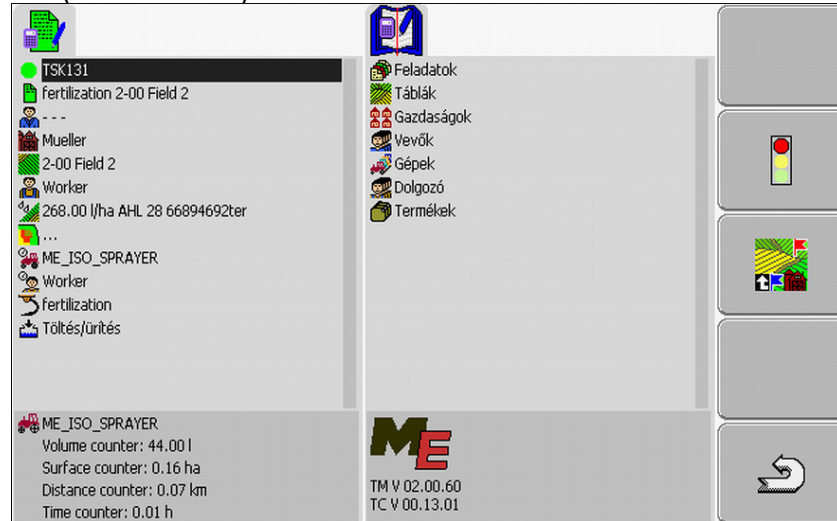 TSK131
fertilization 2-00 Field 2
- - -
Mueller
2-00 Field 2
Worker
268.00 l/ha AHL 28 66894692ter
...
ME_ISO_SPRAYER
Worker
fertilization
Töltés/ürítés
ME_ISO_SPRAYER
Volume counter: 44.00 l
Surface counter: 0.16 ha
Distance counter: 0.07 km
Time counter: 0.01 h
Feladatok
Táblák
Gazdaságok
Vevők
Gépek
Dolgozó
Termékek
ME
TM V 02.00.60
TC V 00.13.01